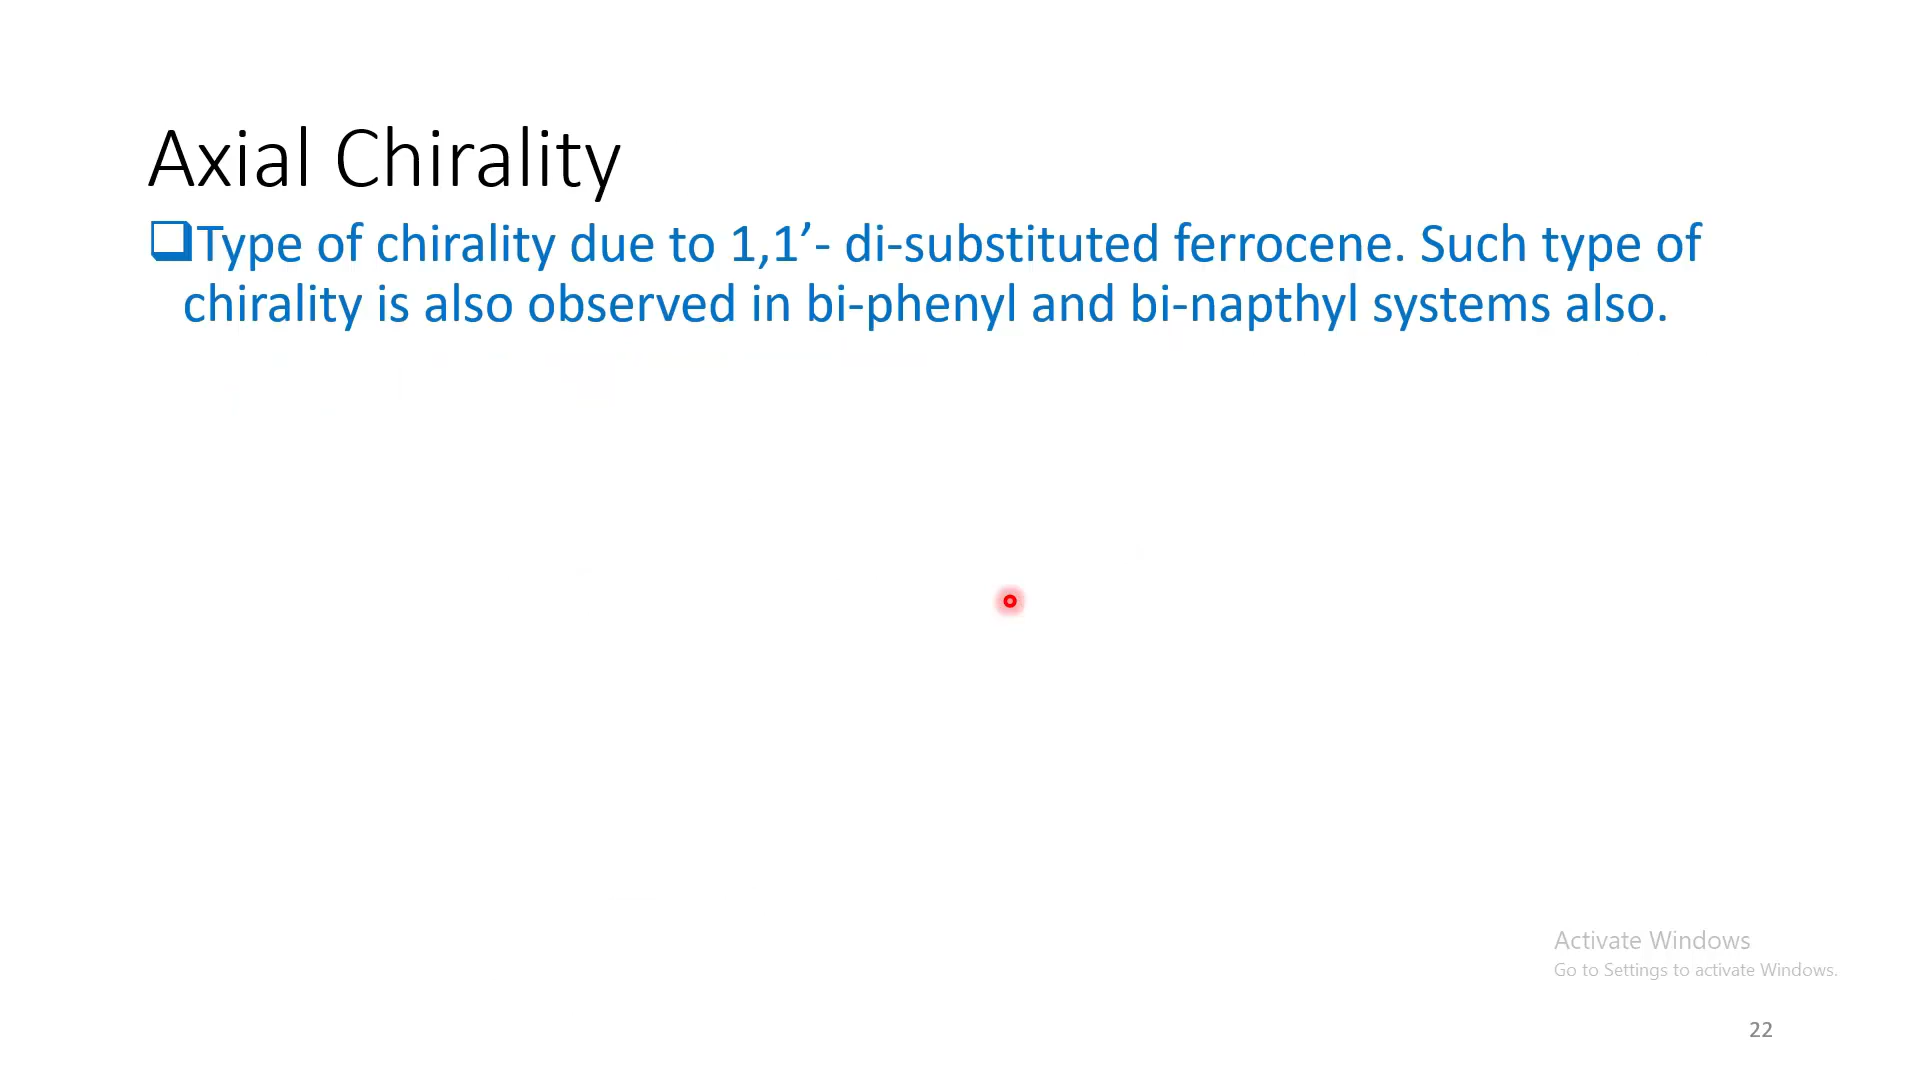 Axial Chirality
Type of chirality due to 1,1’- di-substituted ferrocene. Such type of
chirality is also observed in bi-phenyl and bi-napthyl systems also.
Activate Windows
Go to Settings to activate Windows.
22